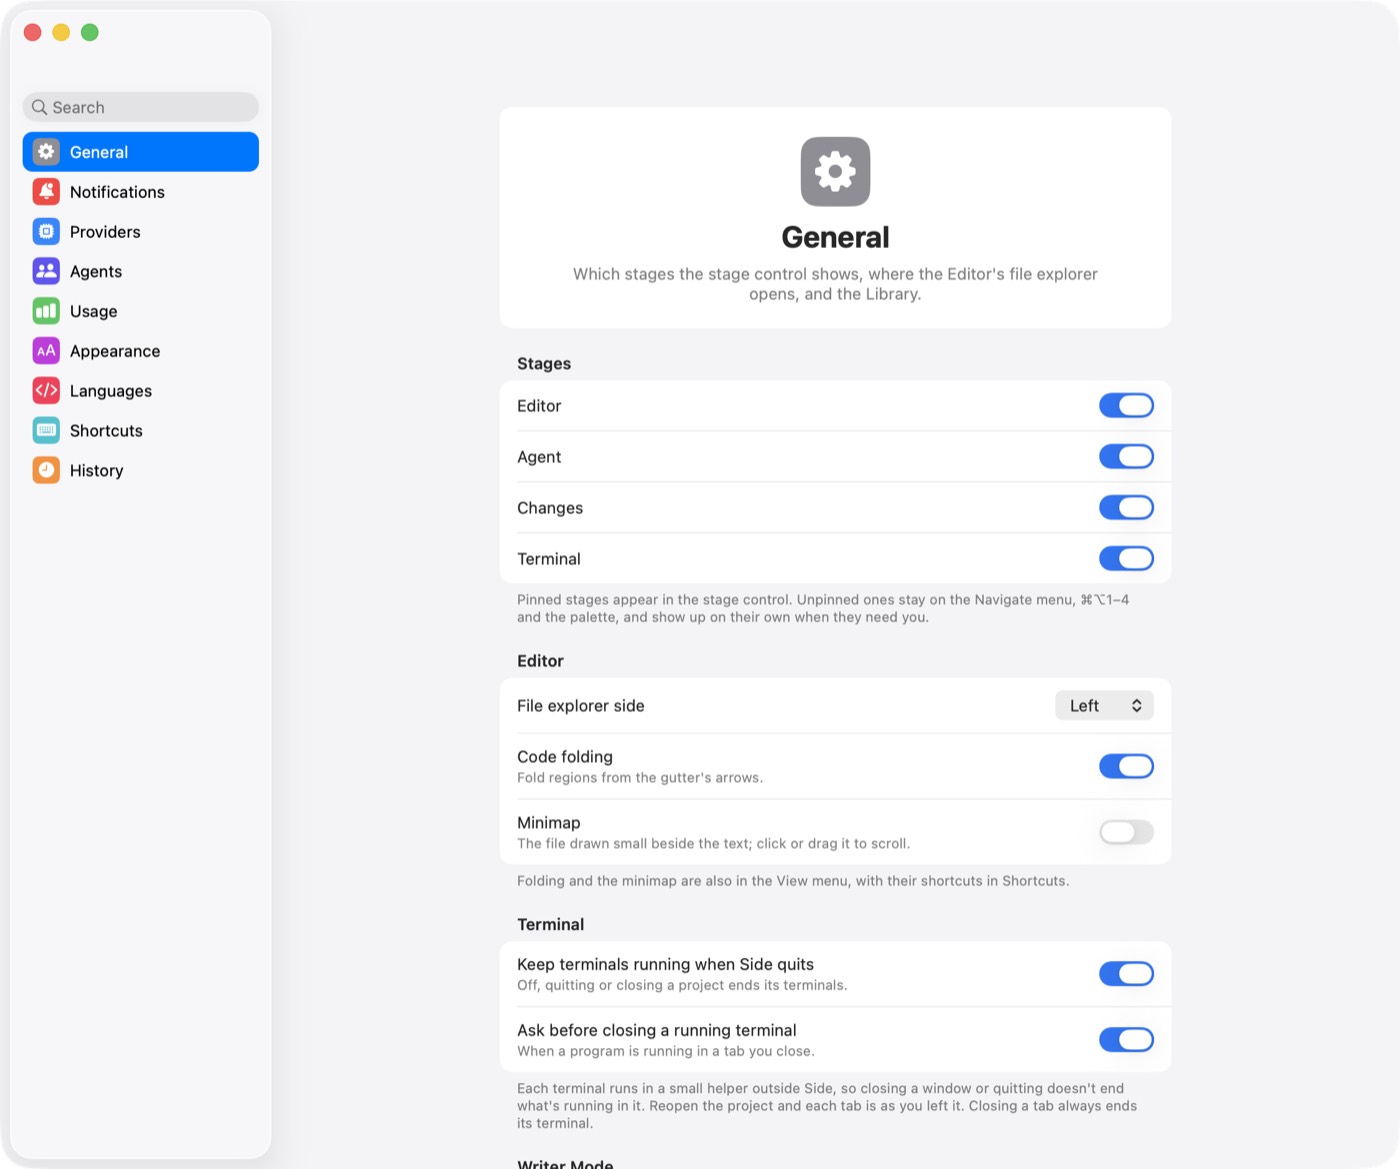 Search
General
Notifications
Providers
Agents
Usage
Appearance
Languages
Shortcuts
History
General
Which stages the stage control shows, where the Editor's file explorer
opens, and the Library.
Stages
Editor
Agent
Changes
Terminal
Pinned stages appear in the stage control. Unpinned ones stay on the Navigate menu, ⌘⌥1–4
and the palette, and show up on their own when they need you.
Editor
File explorer side
Left
Code folding
Fold regions from the gutter's arrows.
Minimap
The file drawn small beside the text; click or drag it to scroll.
Folding and the minimap are also in the View menu, with their shortcuts in Shortcuts.
Terminal
Keep terminals running when Side quits
Off, quitting or closing a project ends its terminals.
Ask before closing a running terminal
When a program is running in a tab you close.
Each terminal runs in a small helper outside Side, so closing a window or quitting doesn't end
what's running in it. Reopen the project and each tab is as you left it. Closing a tab always ends
its terminal.
Writer Mode